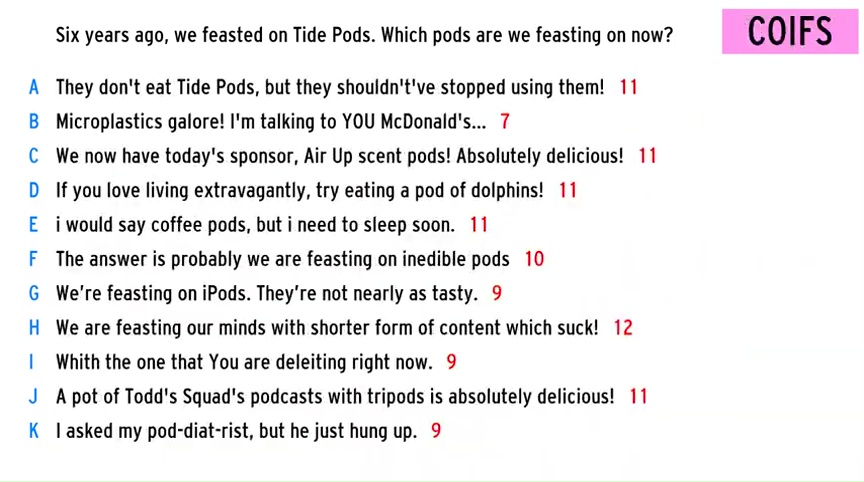 Six years ago, we feasted on Tide Pods. Which pods are we feasting on now?
COIFS
A They don't eat Tide Pods, but they shouldn't've stopped using them! 11
B Microplastics galore! I'm talking to YOU McDonald's... 7
C We now have today's sponsor, Air Up scent pods! Absolutely delicious! 11
D If you love living extravagantly, try eating a pod of dolphins! 11
E i would say coffee pods, but i need to sleep soon. 11
F The answer is probably we are feasting on inedible pods 10
G We’re feasting on iPods. They’re not nearly as tasty. 9
H We are feasting our minds with shorter form of content which suck! 12
I Whith the one that You are deleiting right now. 9
J A pot of Todd's Squad's podcasts with tripods is absolutely delicious! 11
K I asked my pod-diat-rist, but he just hung up. 9